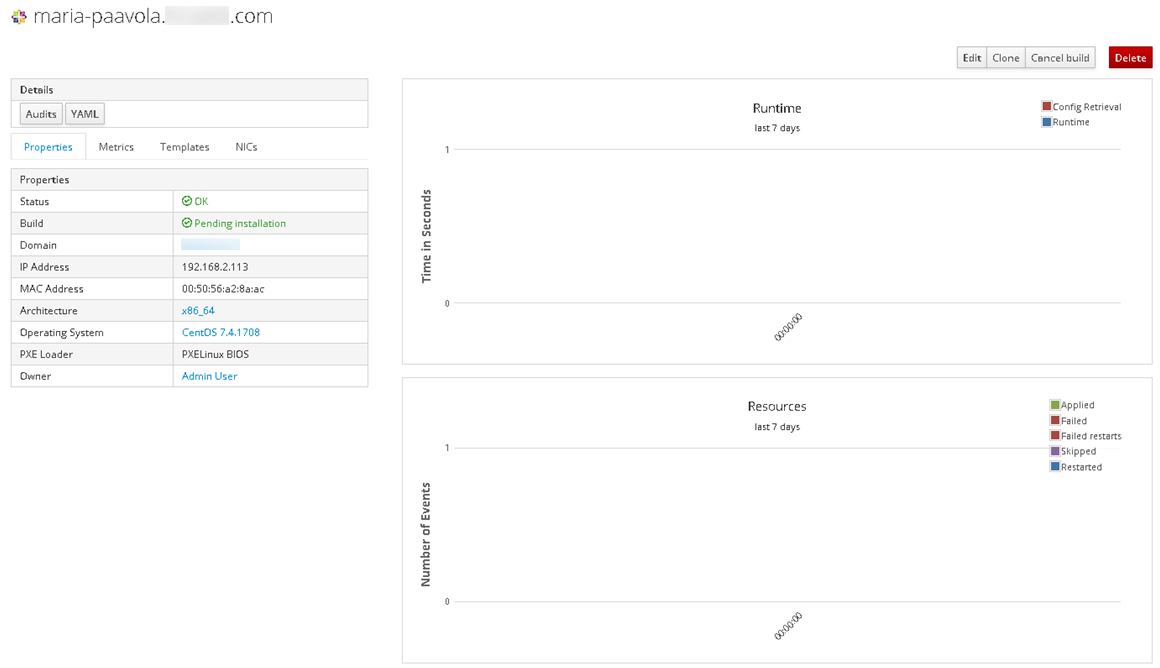 maria-paavola. .com
Edit Clone Cancel build Delete
Details
Audits YAML
Properties Metrics Templates NICs
Properties
Status OK
Build Pending installation
Domain
IP Address 192.168.2.113
MAC Address 00:50:56:a2:8a:ac
Architecture x86_64
Operating System CentOS 7.4.1708
PXE Loader PXELinux BIOS
Owner Admin User
Runtime
last 7 days
Config Retrieval
Runtime
1
Time in Seconds
0
00:00:00
Resources
last 7 days
Applied
Failed
Failed restarts
Skipped
Restarted
1
Number of Events
0
00:00:00